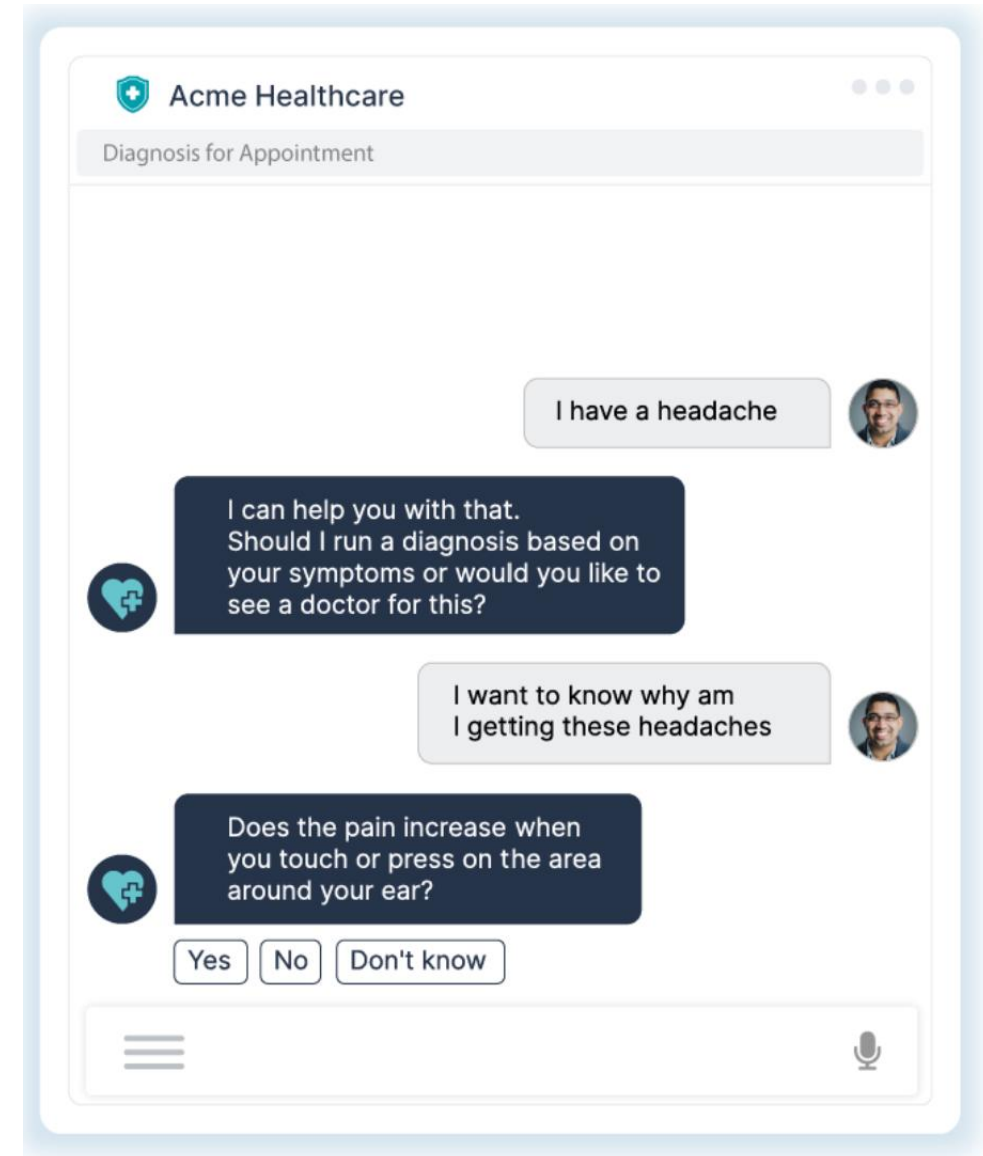 Acme Healthcare
Diagnosis for Appointment
I have a headache
I can help you with that.
Should I run a diagnosis based on
your symptoms or would you like to
see a doctor for this?
I want to know why am
I getting these headaches
Does the pain increase when
you touch or press on the area
around your ear?
Yes No Don't know